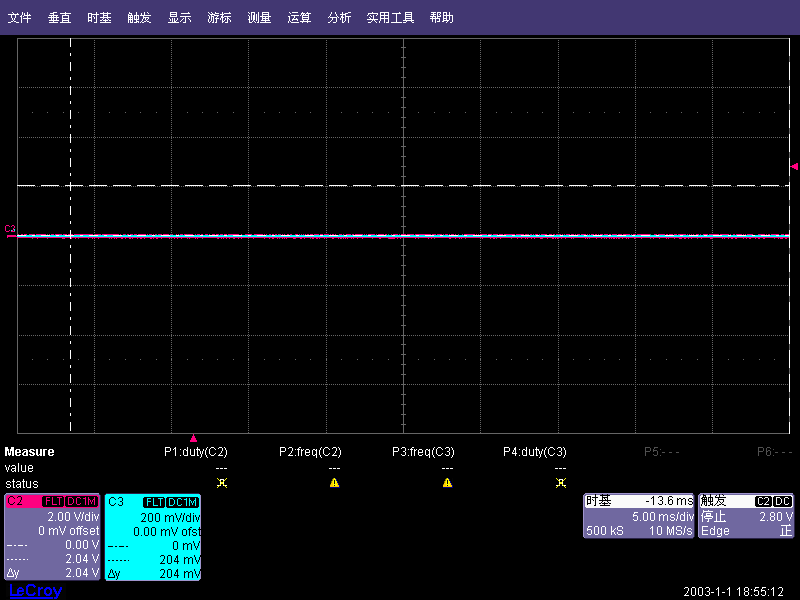 文件 垂直 时基 触发 显示 游标 测量 运算 分析 实用工具 帮助
C3
Measure P1:duty(C2) P2:freq(C2) P3:freq(C3) P4:duty(C3) P5:- - - P6:- - -
value --- --- --- ---
status
C2 FLT DC1M
2.00 V/div
0 mV offset
0.00 V
2.04 V
Δy 2.04 V
C3 FLT DC1M
200 mV/div
0.00 mV ofst
0 mV
204 mV
Δy 204 mV
时基 -13.6 ms
5.00 ms/div
500 kS 10 MS/s
触发 C2 DC
停止 2.80 V
Edge 正
LeCroy
2003-1-1 18:55:12